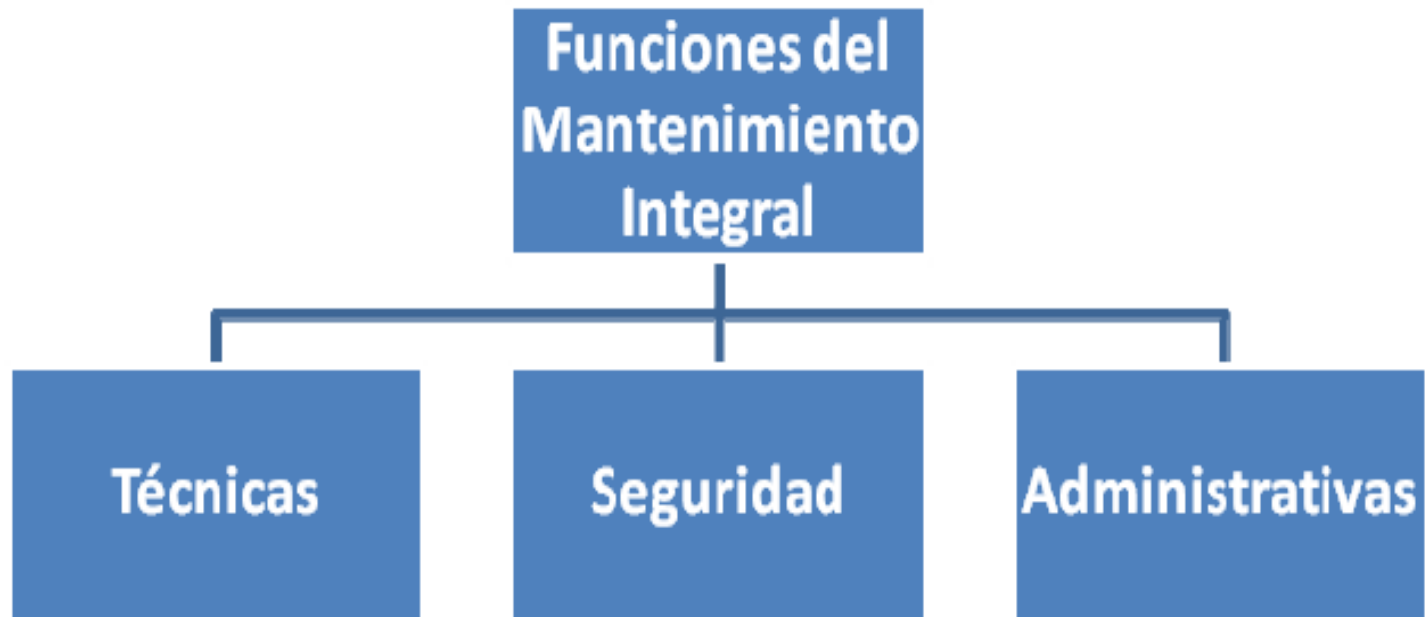 Funciones del
Mantenimiento
Integral
Técnicas
Seguridad
Administrativas